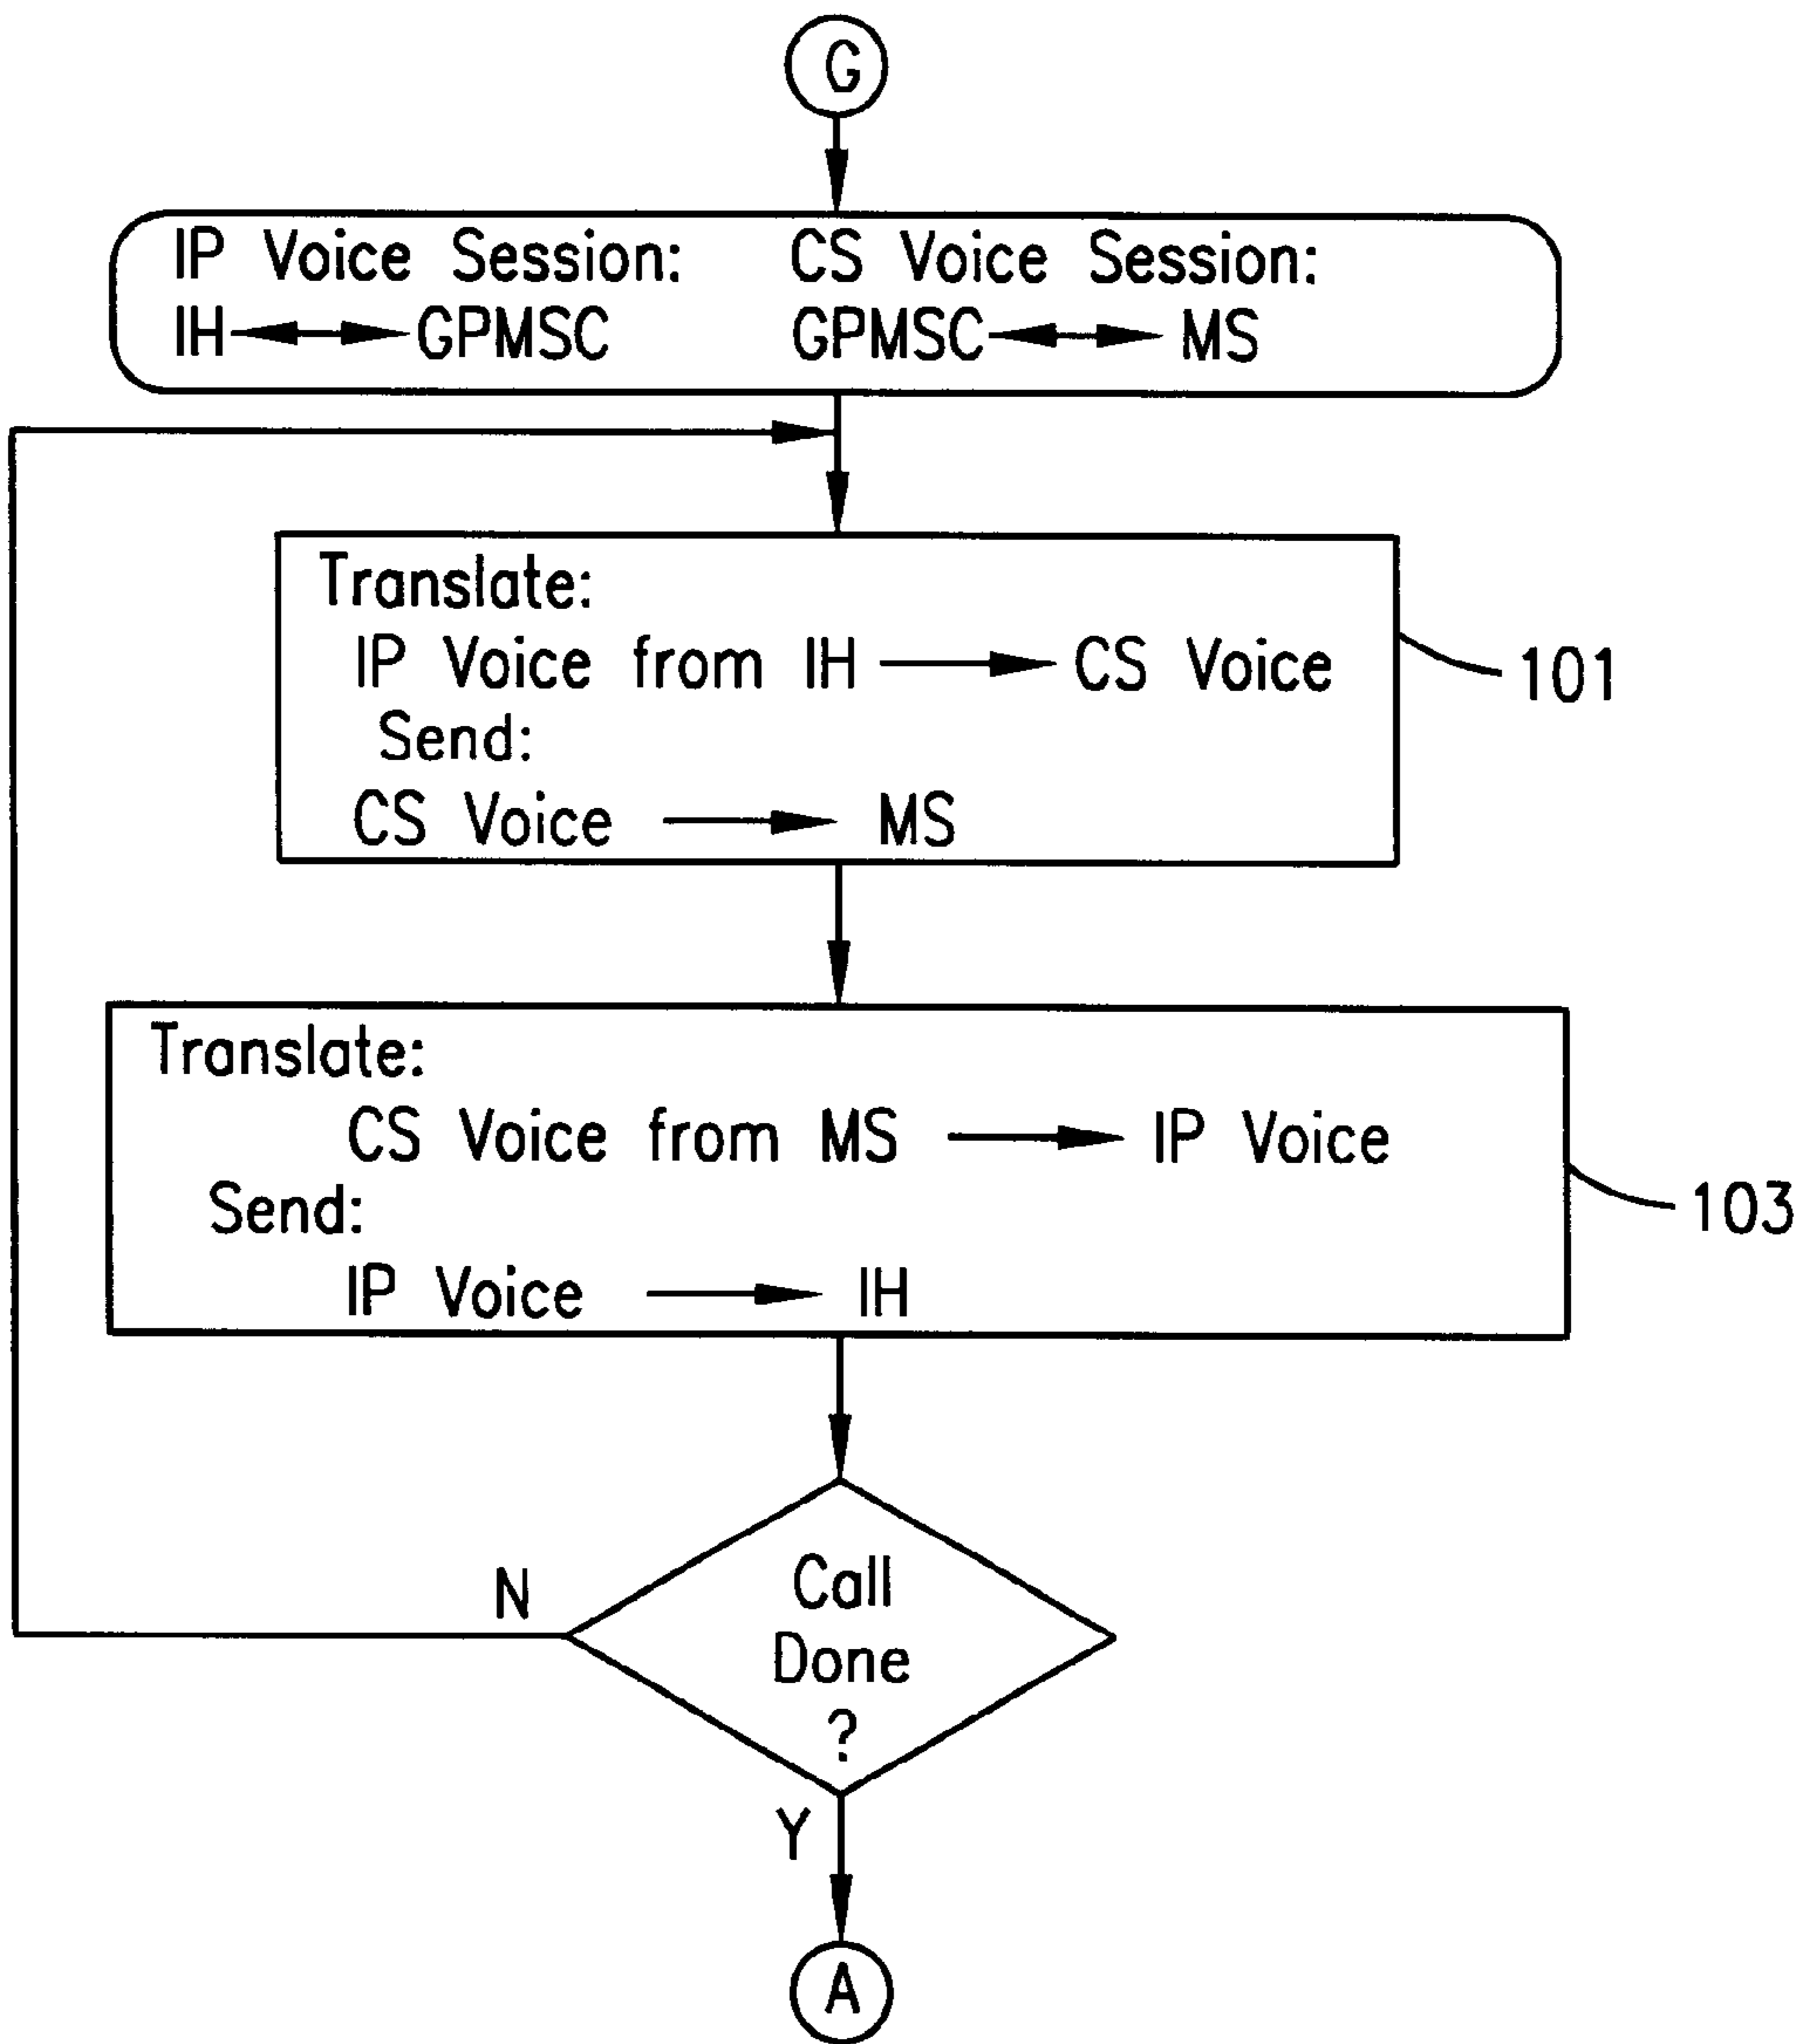 G
IP Voice Session: CS Voice Session:
IH GPMSC GPMSC MS
Translate:
IP Voice from IH CS Voice
Send:
CS Voice MS
101
Translate:
CS Voice from MS IP Voice
Send:
IP Voice IH
103
Call
Done
?
N
Y
A